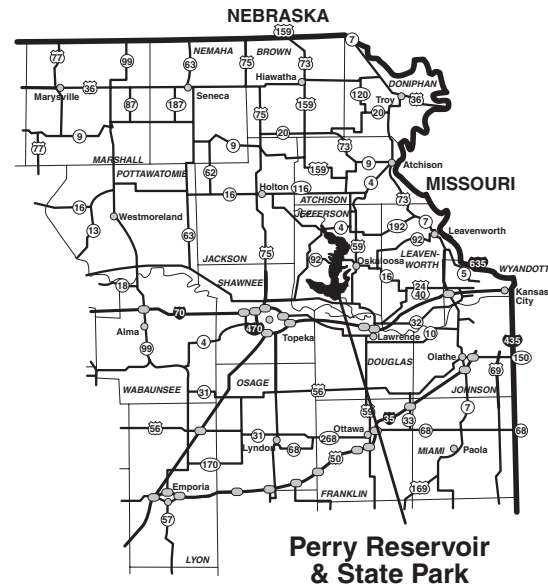 NEBRASKA
159
7
77
99
NEMAHA
63
BROWN
75
73
DONIPHAN
Hiawatha
Marysville
36
Seneca
159
120
Troy
36
87
187
75
20
9
20
73
77
MARSHALL
9
159
9
Atchison
POTTAWATOMIE
62
4
MISSOURI
16
Holton
116
ATCHISON
73
16
Westmoreland
JEFFERSON
4
192
7
Leavenworth
13
63
75
59
92
92
Oskaloosa
LEAVEN-
WORTH
635
JACKSON
16
5
WYANDOTT
18
SHAWNEE
24
40
Kansas
City
70
470
Topeka
32
435
Alma
4
Lawrence
10
99
DOUGLAS
Olathe
150
WABAUNSEE
31
OSAGE
56
69
JOHNSON
59
35
33
7
56
31
268
Ottawa
68
68
Lyndon
68
MIAMI
Paola
170
50
Emporia
FRANKLIN
169
57
LYON
Perry Reservoir
& State Park